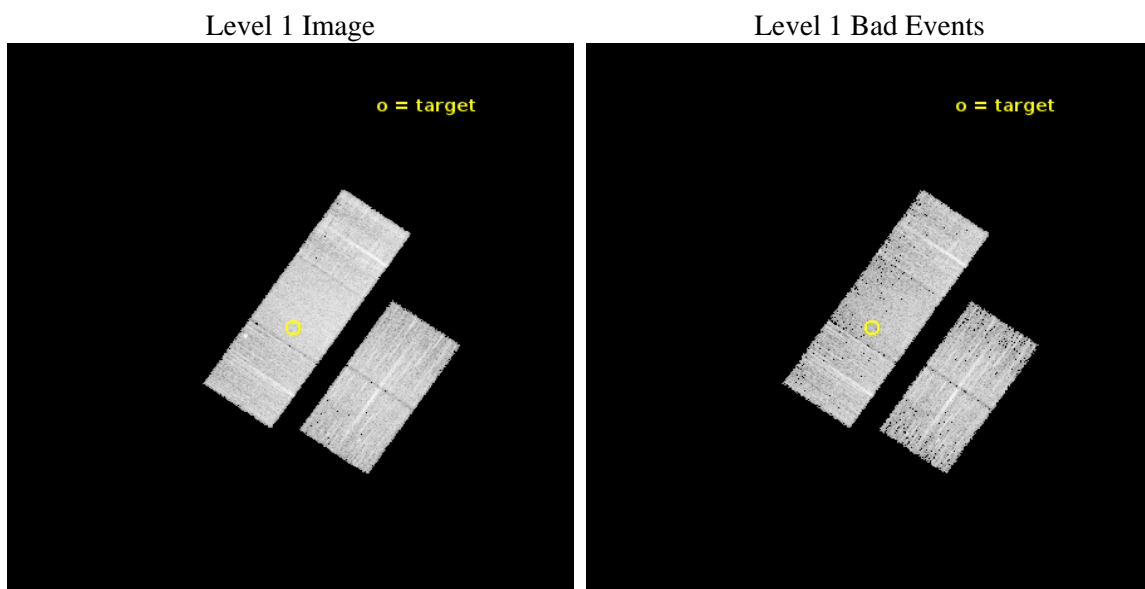 Level 1 Image
Level 1 Bad Events
o = target
o = target